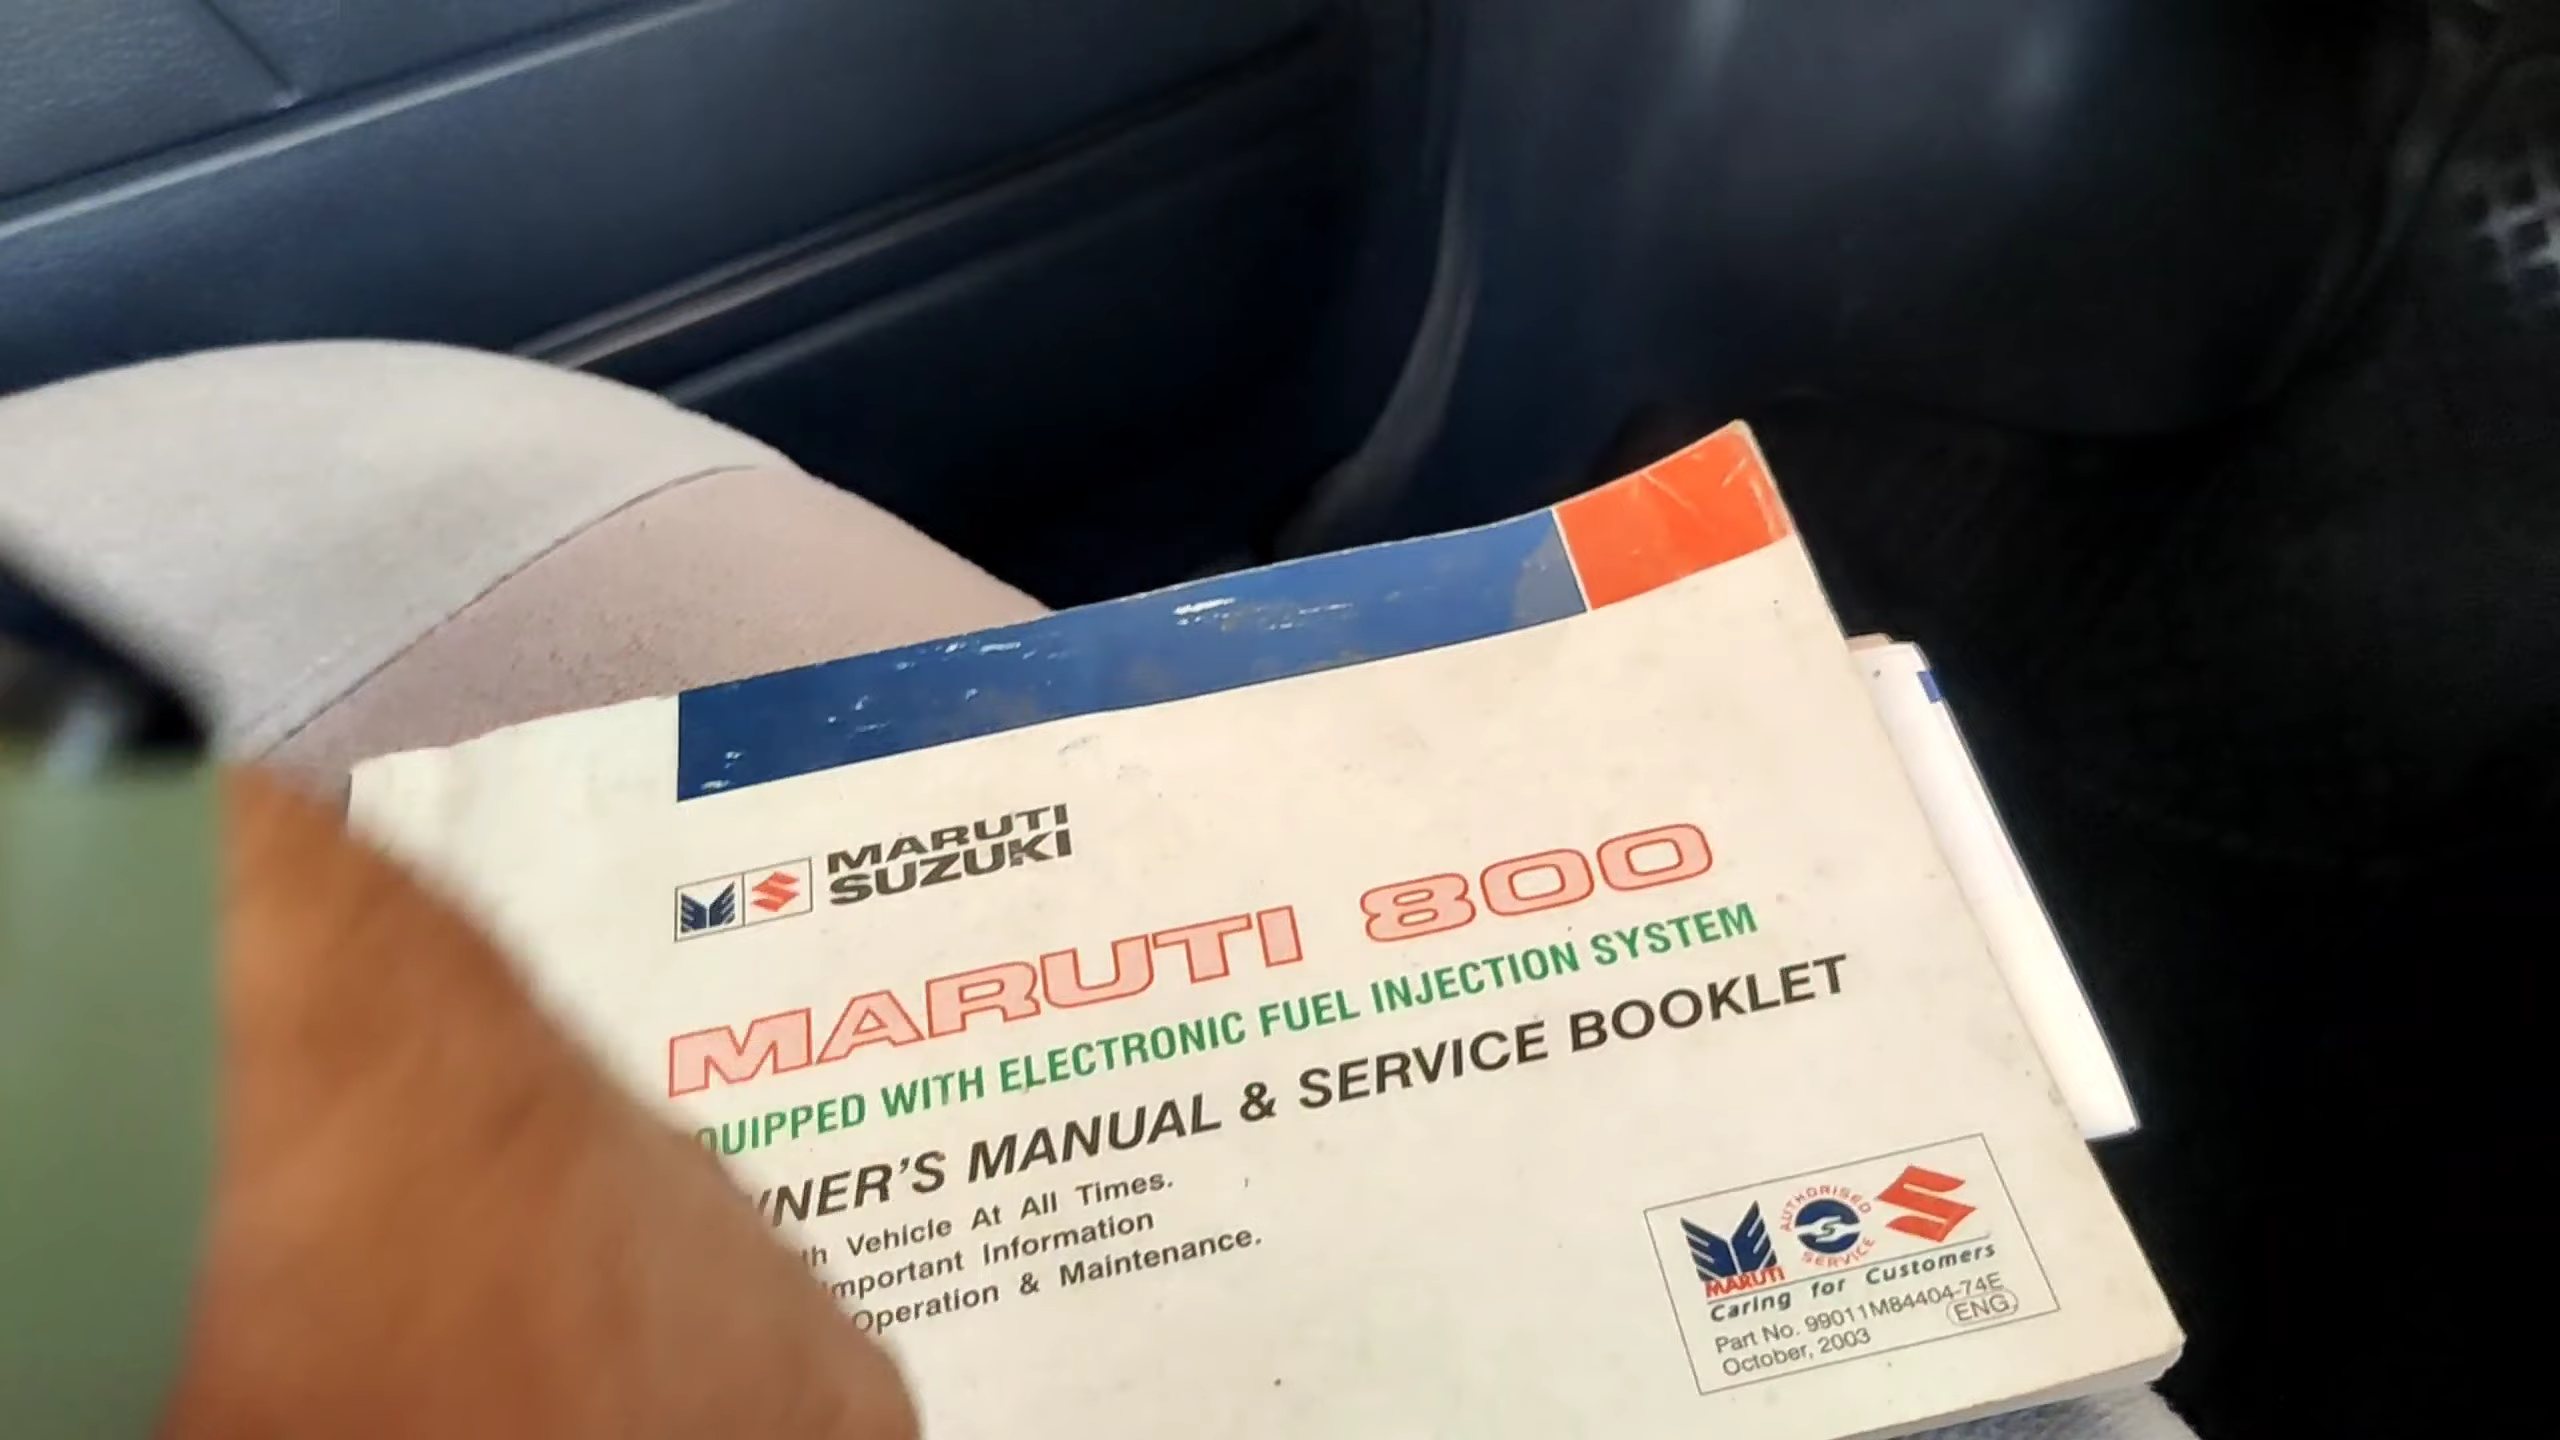 MARUTI
SUZUKI
MARUTI 800
QUIPPED WITH ELECTRONIC FUEL INJECTION SYSTEM
NER'S MANUAL & SERVICE BOOKLET
Vehicle At All Times.
mportant Information
Operation & Maintenance.
AUTHORISED
SERVICE
MARUTI
Caring for Customers
Part No. 99011M84404-74E
October, 2003
ENG